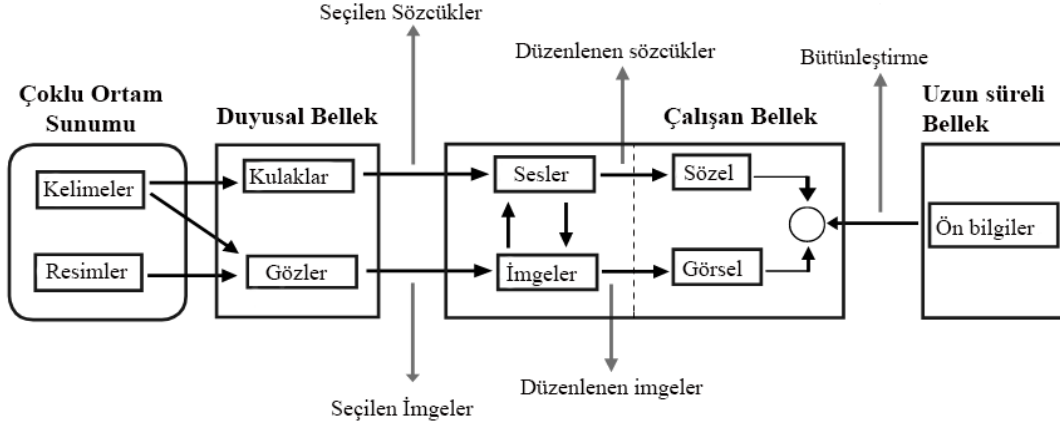 Seçilen Sözcükler
Düzenlenen sözcükler
Bütünleştirme
Çoklu Ortam
Sunumu
Duyusal Bellek
Çalışan Bellek
Uzun süreli
Bellek
Kelimeler
Kulaklar
Sesler
Sözel
Ön bilgiler
Resimler
Gözler
İmgeler
Görsel
Seçilen İmgeler
Düzenlenen imgeler